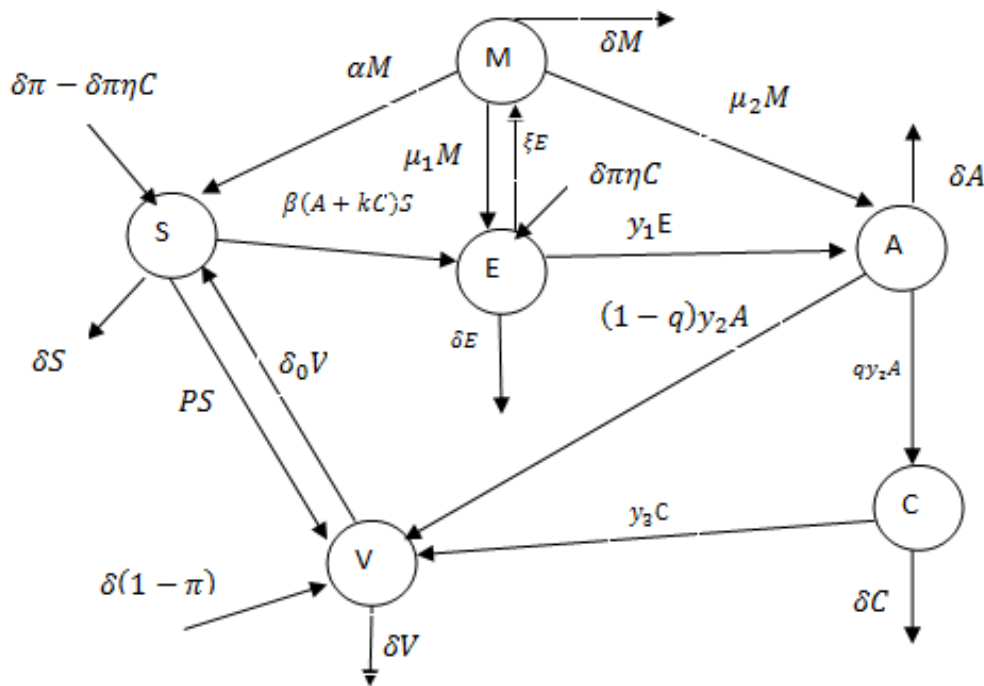 M
δM
αM
δπ − δπηC
μ₂M
μ₁M
ξE
δπηC
δA
β(A + kC)S
S
y₁E
A
E
(1 − q)y₂A
δE
δS
δ₀V
qy₂A
PS
C
y₃C
V
δ(1 − π)
δC
δV